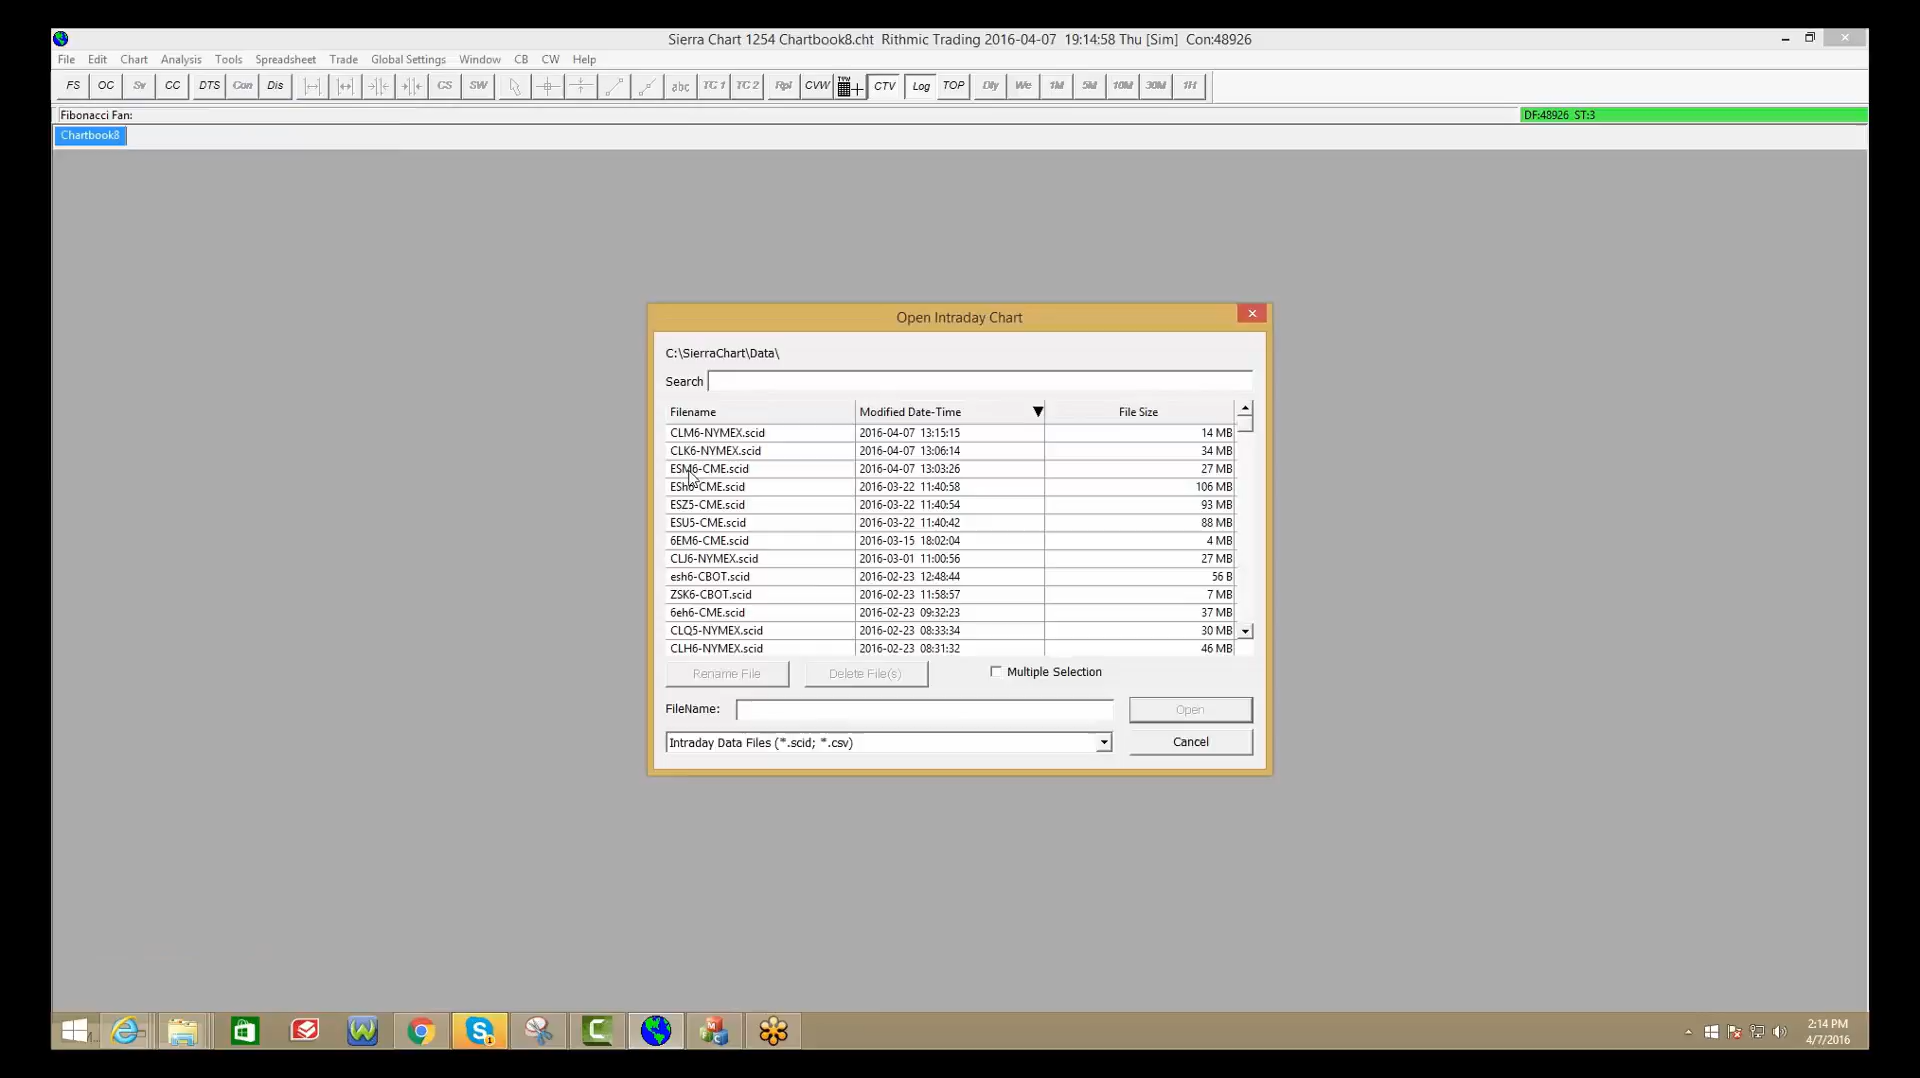 Sierra Chart 1254 Chartbook8.cht  Rithmic Trading 2016-04-07  19:14:58 Thu [Sim]  Con:48926
File Edit Chart Analysis Tools Spreadsheet Trade Global Settings Window CB CW Help
FS OC Sv CC DTS Con Dis CS SW abc TC 1 TC 2 Rpl CVW TPW CTV Log TOP Dly We 1M 5M 10M 30M 1H
Fibonacci Fan: DF:48926  ST:3
Chartbook8
Open Intraday Chart
C:\SierraChart\Data\
Search
Filename Modified Date-Time File Size
CLM6-NYMEX.scid 2016-04-07  13:15:15 14 MB
CLK6-NYMEX.scid 2016-04-07  13:06:14 34 MB
ESM6-CME.scid 2016-04-07  13:03:26 27 MB
ESh6-CME.scid 2016-03-22  11:40:58 106 MB
ESZ5-CME.scid 2016-03-22  11:40:54 93 MB
ESU5-CME.scid 2016-03-22  11:40:42 88 MB
6EM6-CME.scid 2016-03-15  18:02:04 4 MB
CLJ6-NYMEX.scid 2016-03-01  11:00:56 27 MB
esh6-CBOT.scid 2016-02-23  12:48:44 56 B
ZSK6-CBOT.scid 2016-02-23  11:58:57 7 MB
6eh6-CME.scid 2016-02-23  09:32:23 37 MB
CLQ5-NYMEX.scid 2016-02-23  08:33:34 30 MB
CLH6-NYMEX.scid 2016-02-23  08:31:32 46 MB
Rename File Delete File(s) Multiple Selection
FileName: Open
Intraday Data Files (*.scid; *.csv) Cancel
2:14 PM
4/7/2016